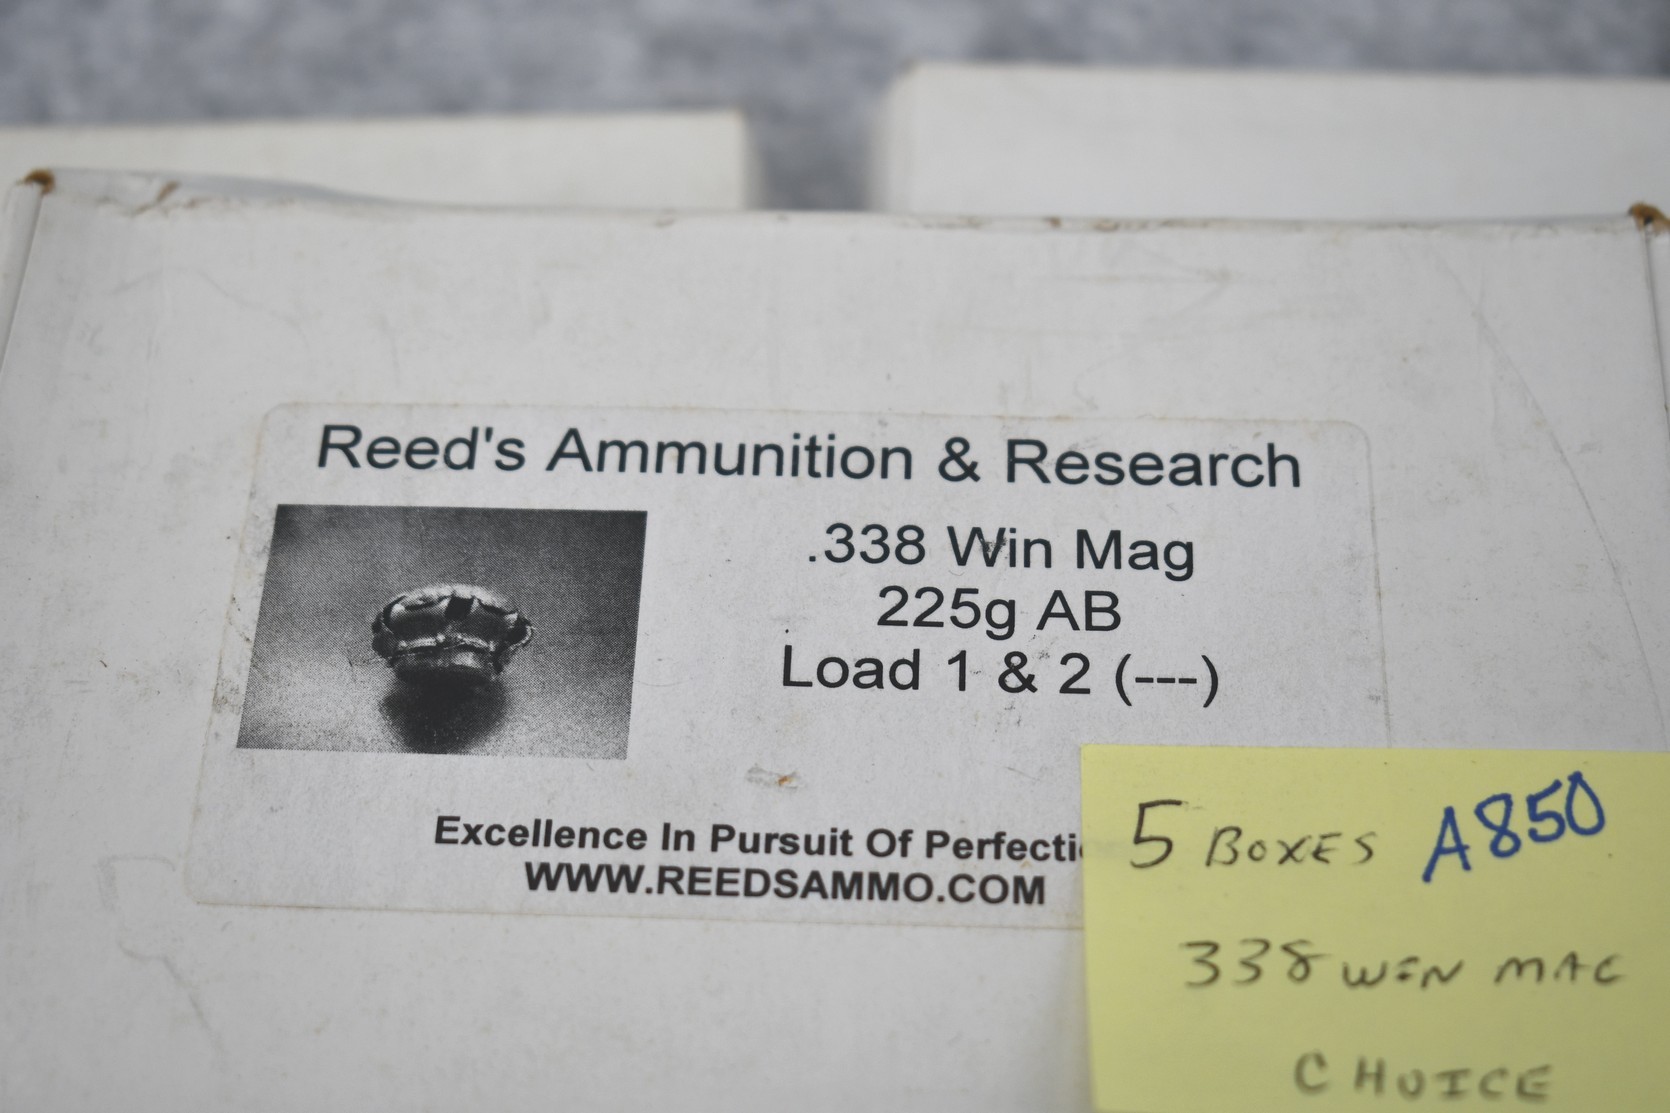 Reed's Ammunition & Research
.338 Win Mag
225g AB
Load 1 & 2 (---)
Excellence In Pursuit Of Perfecti
WWW.REEDSAMMO.COM
5 BOXES A850
338 WIN MAG
CHOICE